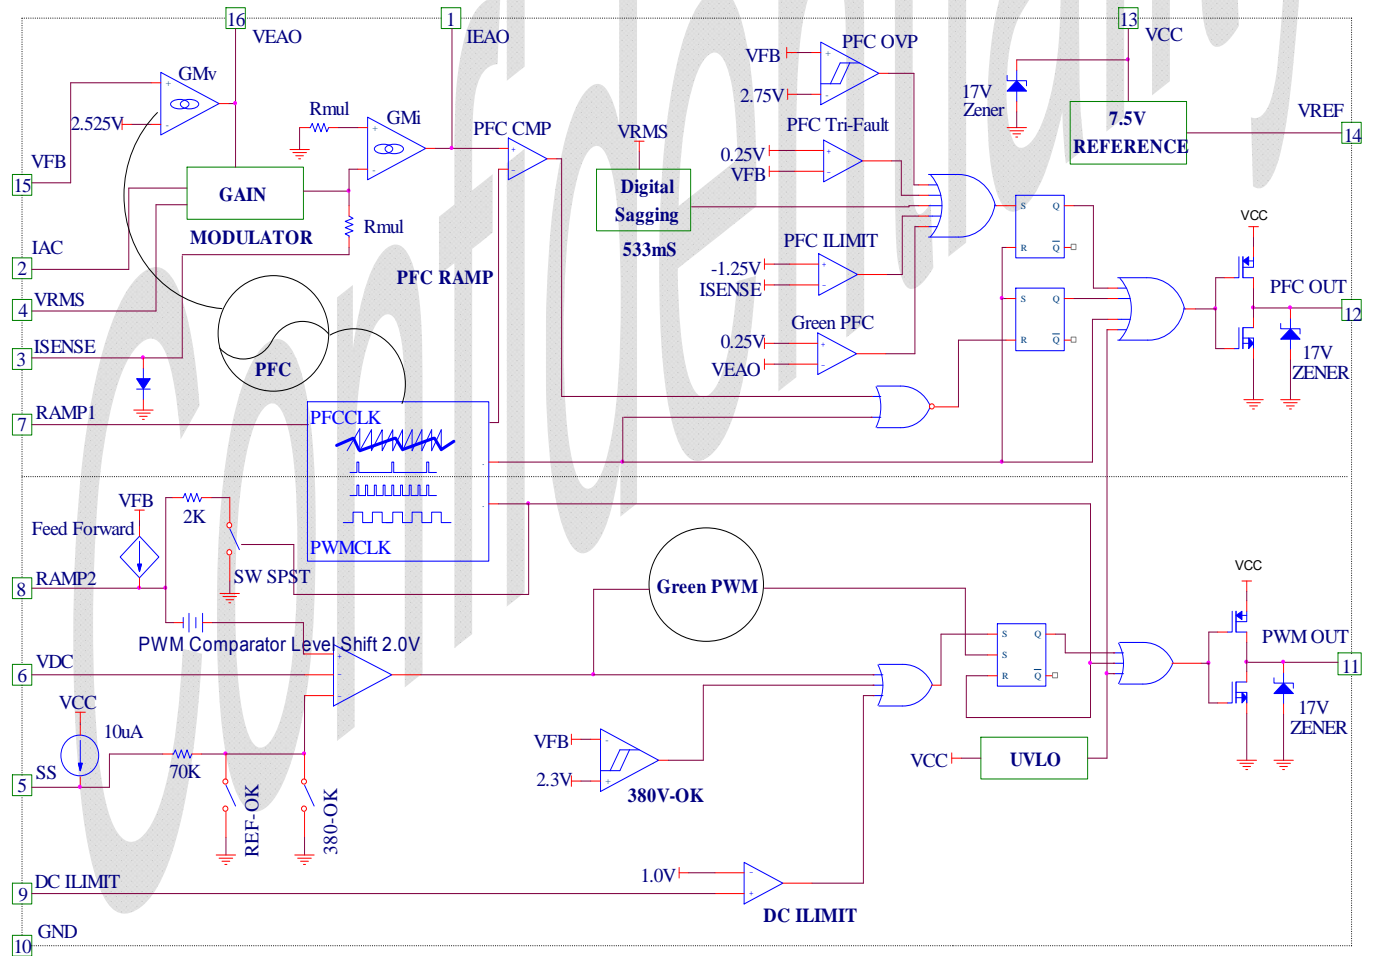 16
VEAO
1
IEAO
13
VCC
GMv
2.525V
VFB
15
Rmul
GMi
PFC CMP
GAIN
MODULATOR
Rmul
IAC
2
VRMS
4
ISENSE
3
PFC
PFC RAMP
RAMP1
7
PFCCLK
PWMCLK
VRMS
Digital
Sagging
533mS
PFC OVP
VFB
2.75V
PFC Tri-Fault
0.25V
VFB
PFC ILIMIT
-1.25V
ISENSE
Green PFC
0.25V
VEAO
17V
Zener
7.5V
REFERENCE
VREF
14
S
Q
R
Q
S
Q
R
Q
VCC
PFC OUT
12
17V
ZENER
VFB
2K
Feed Forward
SW SPST
RAMP2
8
PWM Comparator Level Shift 2.0V
VDC
6
VCC
10uA
SS
5
70K
REF-OK
380-OK
Green PWM
VFB
2.3V
380V-OK
S
Q
S
R
Q
VCC
UVLO
VCC
PWM OUT
11
17V
ZENER
1.0V
DC ILIMIT
DC ILIMIT
9
GND
10
Confidentiary